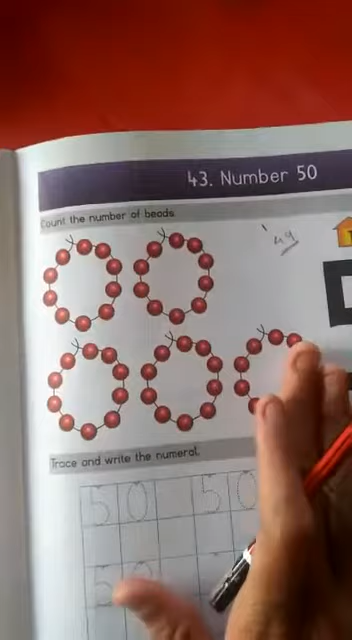 43. Number 50
Count the number of beads.
49
Trace and write the numeral.
50 50
50